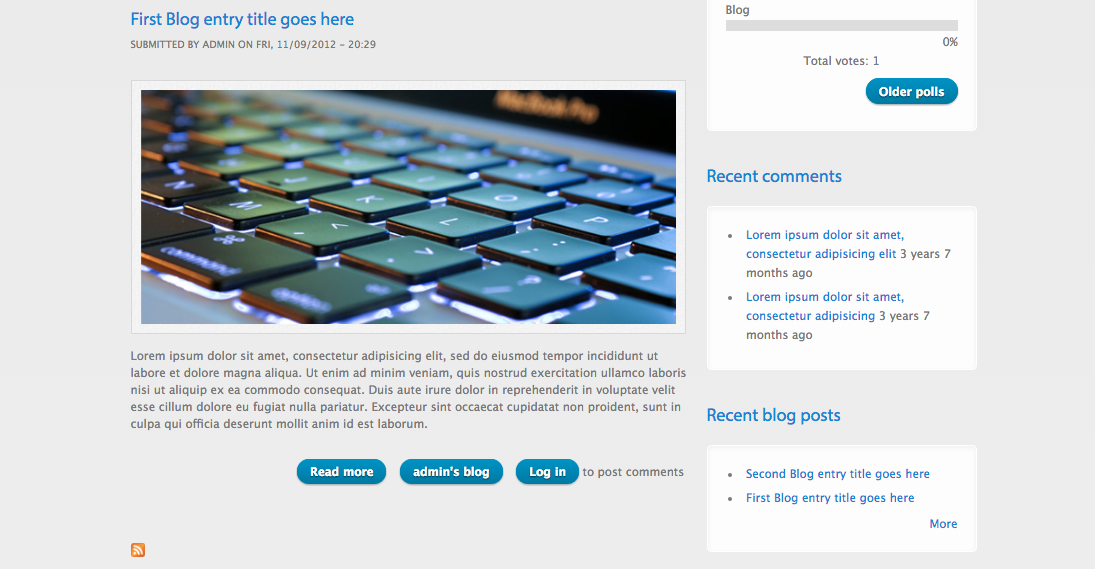 First Blog entry title goes here
SUBMITTED BY ADMIN ON FRI, 11/09/2012 - 20:29
MacBook Pro
N
M
K
L
P
command
Lorem ipsum dolor sit amet, consectetur adipisicing elit, sed do eiusmod tempor incididunt ut
labore et dolore magna aliqua. Ut enim ad minim veniam, quis nostrud exercitation ullamco laboris
nisi ut aliquip ex ea commodo consequat. Duis aute irure dolor in reprehenderit in voluptate velit
esse cillum dolore eu fugiat nulla pariatur. Excepteur sint occaecat cupidatat non proident, sunt in
culpa qui officia deserunt mollit anim id est laborum.
Read more admin's blog Log in to post comments
Blog
0%
Total votes: 1
Older polls
Recent comments
Lorem ipsum dolor sit amet,
consectetur adipisicing elit 3 years 7
months ago
Lorem ipsum dolor sit amet,
consectetur adipisicing 3 years 7
months ago
Recent blog posts
Second Blog entry title goes here
First Blog entry title goes here
More